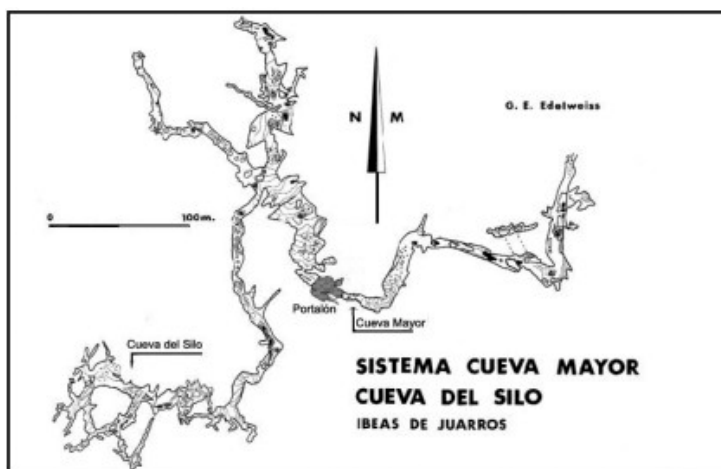 G. E. Edelweiss
N M
0 100m.
Portalón
Cueva Mayor
Cueva del Silo
SISTEMA CUEVA MAYOR
CUEVA DEL SILO
IBEAS DE JUARROS